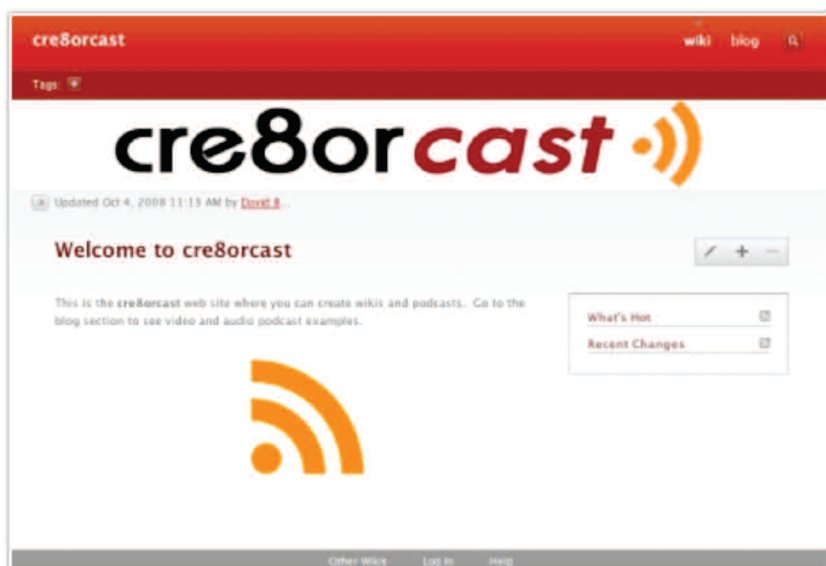 cre8orcast
wiki blog
Tags:
cre8orcast
Updated Oct 4, 2008 11:13 AM by David B...
Welcome to cre8orcast
This is the cre8orcast web site where you can create wikis and podcasts. Go to the
blog section to see video and audio podcast examples.
What's Hot
Recent Changes
Other Wikis Log In Help